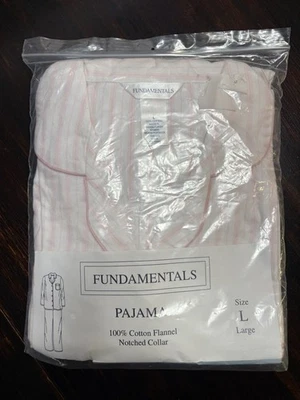 FUNDAMENTALS
FUNDAMENTALS
PAJAMA
100% Cotton Flannel
Notched Collar
Size
L
Large